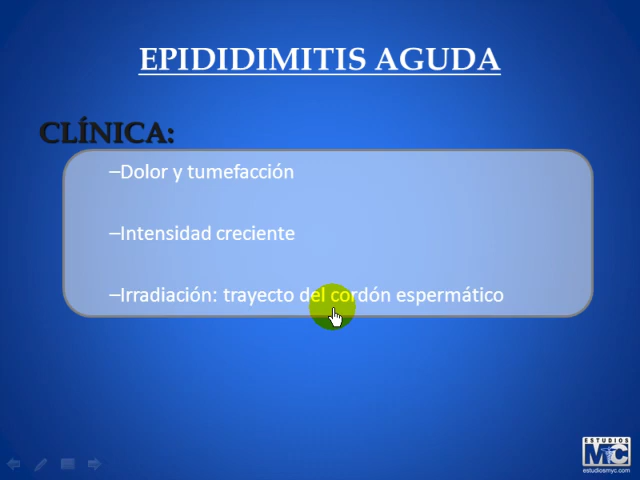 EPIDIDIMITIS AGUDA
CLÍNICA:
–Dolor y tumefacción
–Intensidad creciente
–Irradiación: trayecto del cordón espermático
ESTUDIOS
MyC
estudiosmyc.com